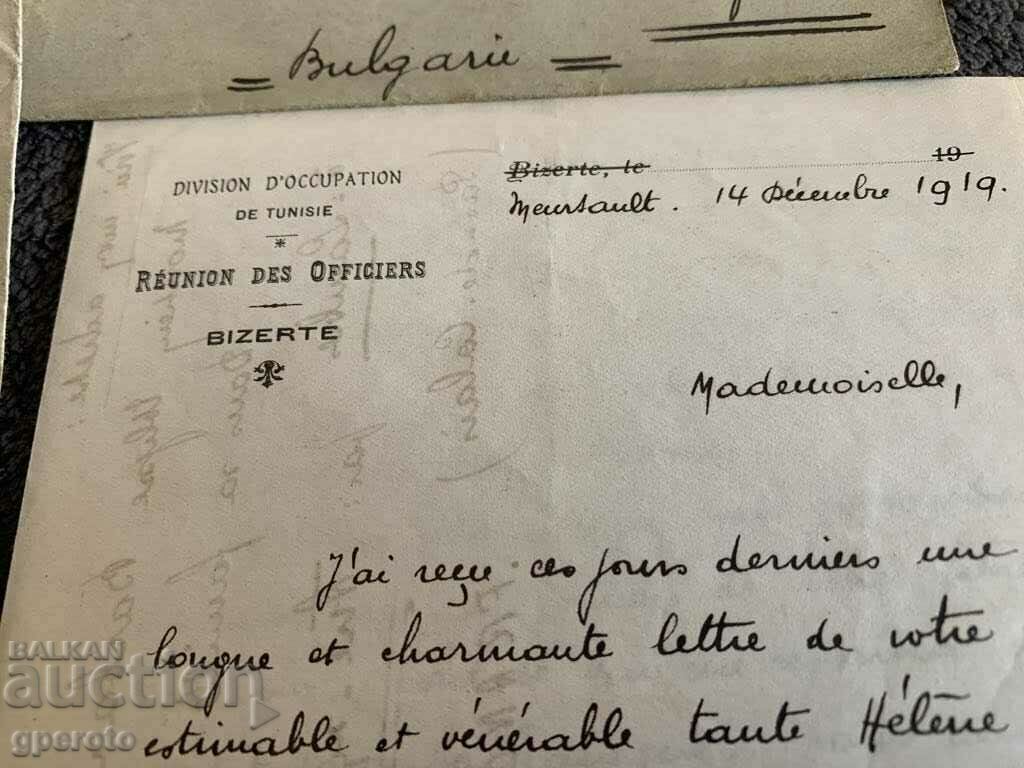 = Bulgarie =
DIVISION D'OCCUPATION
DE TUNISIE
RÉUNION DES OFFICIERS
BIZERTE
Bizerte, le 19
Meursault. 14 Décembre 1919.
Mademoiselle,
J'ai reçu ces jours derniers une
longue et charmante lettre de votre
estimable et vénérable tante Hélène
BALKAN
auction
gperoto